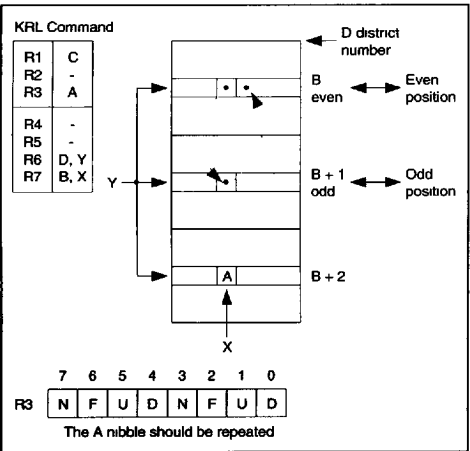 KRL Command
R1 C
R2 -
R3 A
R4 -
R5 -
R6 D, Y
R7 B, X
D district
number
B
even
Even
position
Y
B + 1
odd
Odd
position
A
B + 2
X
7 6 5 4 3 2 1 0
R3 N F U D N F U D
The A nibble should be repeated